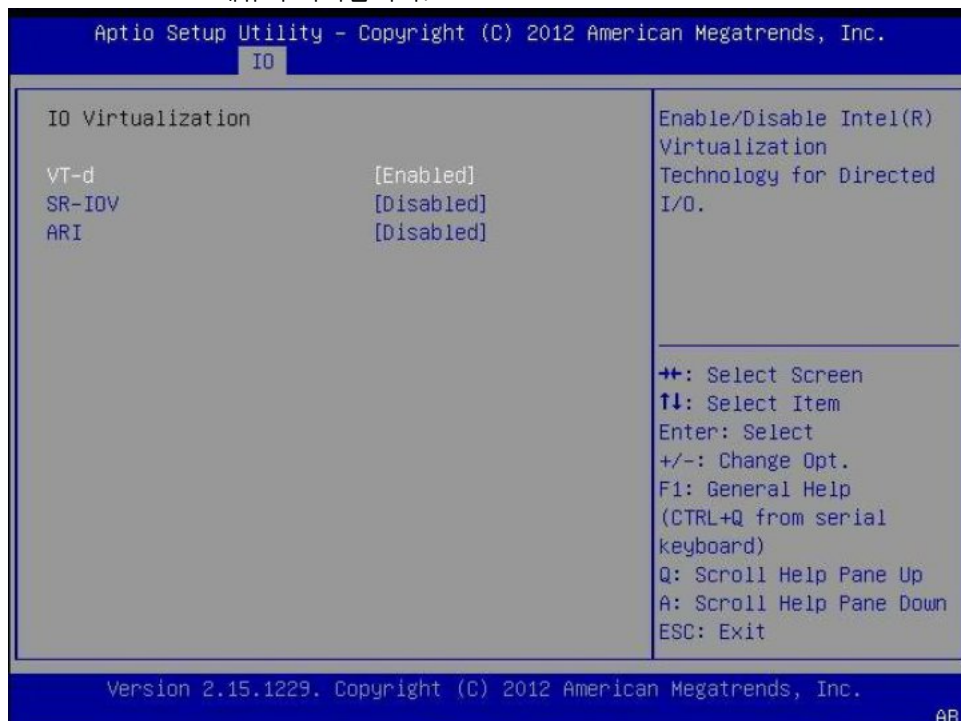 Aptio Setup Utility – Copyright (C) 2012 American Megatrends, Inc.
IO
IO Virtualization
VT-d [Enabled]
SR-IOV [Disabled]
ARI [Disabled]
Enable/Disable Intel(R)
Virtualization
Technology for Directed
I/O.
→←: Select Screen
↑↓: Select Item
Enter: Select
+/-: Change Opt.
F1: General Help
(CTRL+Q from serial
keyboard)
Q: Scroll Help Pane Up
A: Scroll Help Pane Down
ESC: Exit
Version 2.15.1229. Copyright (C) 2012 American Megatrends, Inc.
AB